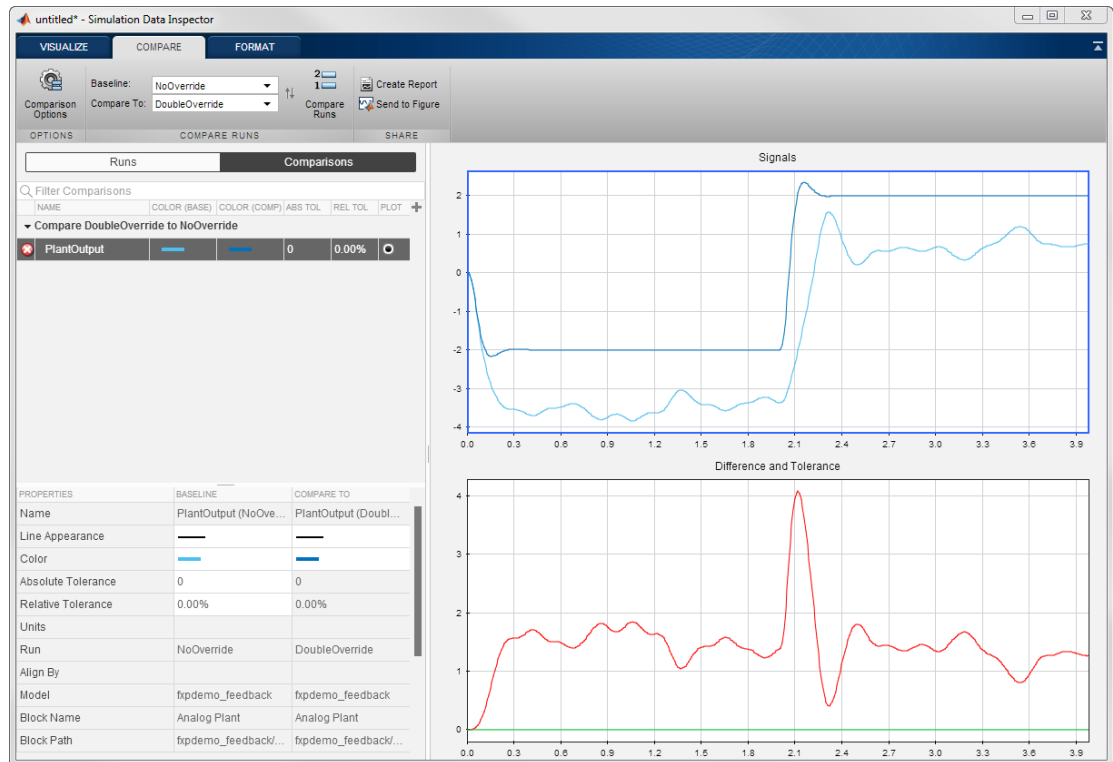 untitled* - Simulation Data Inspector
VISUALIZE COMPARE FORMAT
Comparison Options
Baseline: NoOverride
Compare To: DoubleOverride
2
1
Compare Runs
Create Report
Send to Figure
OPTIONS COMPARE RUNS SHARE
Runs Comparisons
Filter Comparisons
NAME COLOR (BASE) COLOR (COMP) ABS TOL REL TOL PLOT
Compare DoubleOverride to NoOverride
PlantOutput 0 0.00%
PROPERTIES BASELINE COMPARE TO
Name PlantOutput (NoOve... PlantOutput (Doubl...
Line Appearance
Color
Absolute Tolerance 0 0
Relative Tolerance 0.00% 0.00%
Units
Run NoOverride DoubleOverride
Align By
Model fxpdemo_feedback fxpdemo_feedback
Block Name Analog Plant Analog Plant
Block Path fxpdemo_feedback/... fxpdemo_feedback/...
Signals
2
1
0
-1
-2
-3
-4
0.0 0.3 0.6 0.9 1.2 1.5 1.8 2.1 2.4 2.7 3.0 3.3 3.6 3.9
Difference and Tolerance
4
3
2
1
0
0.0 0.3 0.6 0.9 1.2 1.5 1.8 2.1 2.4 2.7 3.0 3.3 3.6 3.9